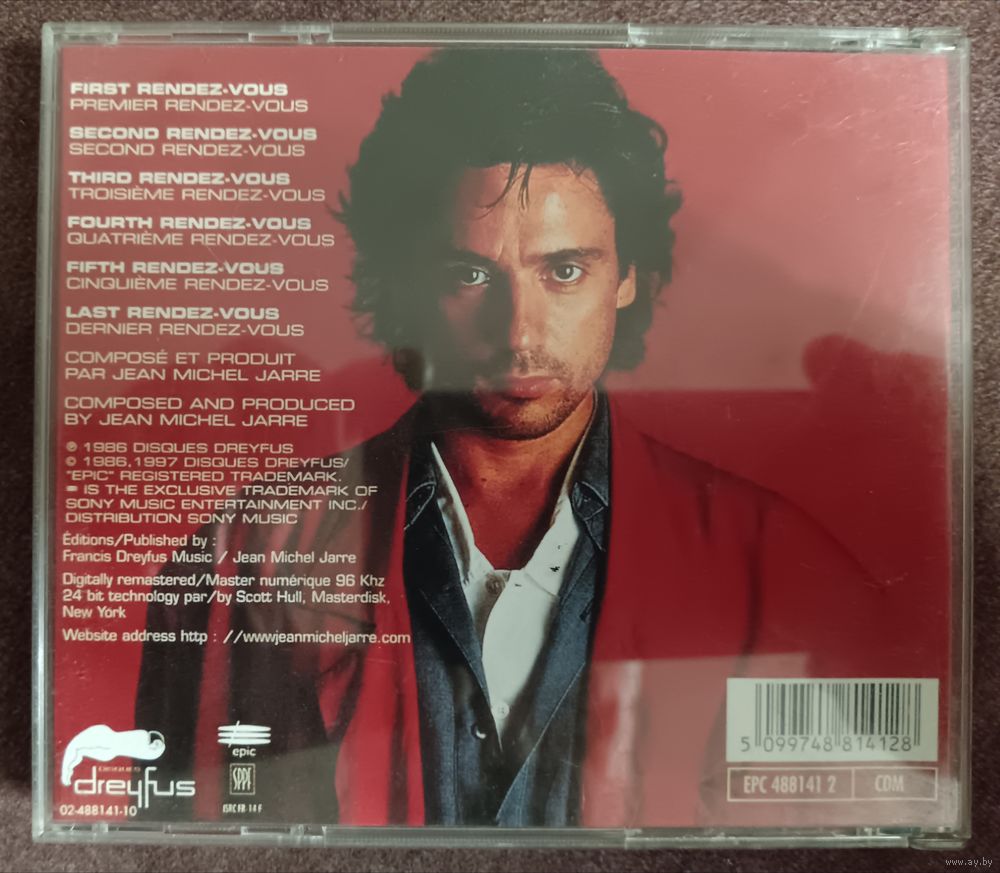 FIRST RENDEZ-VOUS
PREMIER RENDEZ-VOUS
SECOND RENDEZ-VOUS
SECOND RENDEZ-VOUS
THIRD RENDEZ-VOUS
TROISIÈME RENDEZ-VOUS
FOURTH RENDEZ-VOUS
QUATRIÈME RENDEZ-VOUS
FIFTH RENDEZ-VOUS
CINQUIÈME RENDEZ-VOUS
LAST RENDEZ-VOUS
DERNIER RENDEZ-VOUS
COMPOSÉ ET PRODUIT
PAR JEAN MICHEL JARRE
COMPOSED AND PRODUCED
BY JEAN MICHEL JARRE
℗ 1986 DISQUES DREYFUS
© 1986,1997 DISQUES DREYFUS/
"EPIC" REGISTERED TRADEMARK.
IS THE EXCLUSIVE TRADEMARK OF
SONY MUSIC ENTERTAINMENT INC./
DISTRIBUTION SONY MUSIC
Éditions/Published by :
Francis Dreyfus Music / Jean Michel Jarre
Digitally remastered/Master numérique 96 Khz
24 bit technology par/by Scott Hull, Masterdisk,
New York
Website address http : //wwwjeanmicheljarre.com
DISQUES
dreyfus
02-488141-10
epic
SPPF
ISRC FR 14 F
5 099748 814128
EPC 488141 2 CDM
www.ay.by